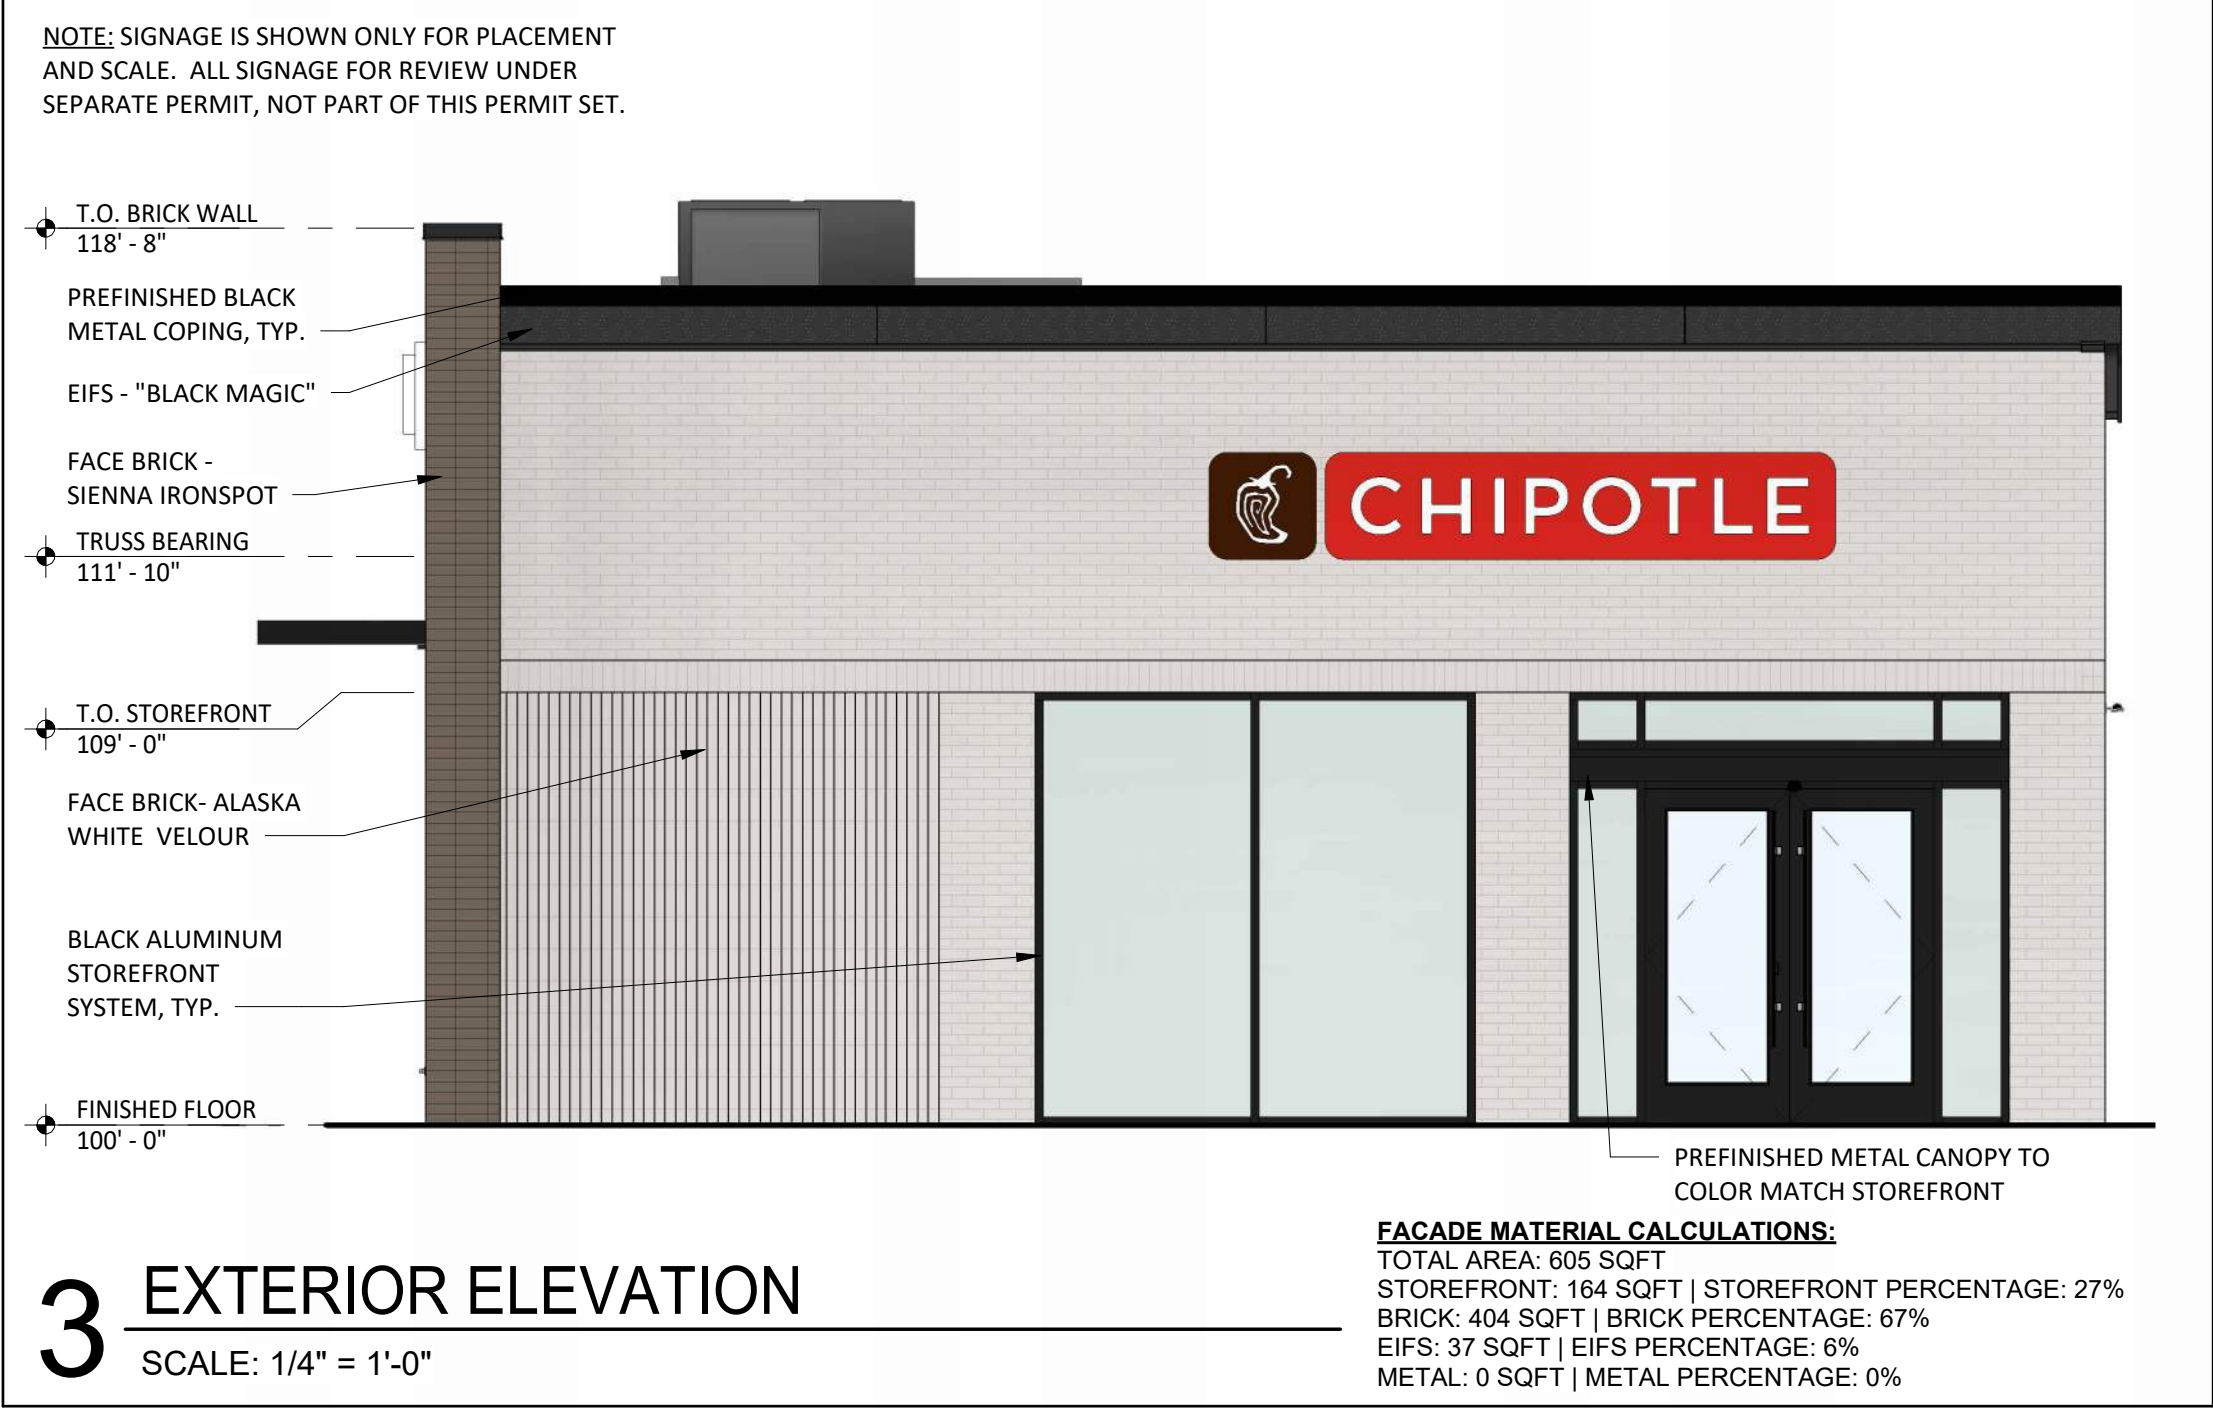 NOTE: SIGNAGE IS SHOWN ONLY FOR PLACEMENT
AND SCALE. ALL SIGNAGE FOR REVIEW UNDER
SEPARATE PERMIT, NOT PART OF THIS PERMIT SET.
T.O. BRICK WALL
118' - 8"
PREFINISHED BLACK
METAL COPING, TYP.
EIFS - "BLACK MAGIC"
FACE BRICK -
SIENNA IRONSPOT
TRUSS BEARING
111' - 10"
CHIPOTLE
T.O. STOREFRONT
109' - 0"
FACE BRICK- ALASKA
WHITE VELOUR
BLACK ALUMINUM
STOREFRONT
SYSTEM, TYP.
FINISHED FLOOR
100' - 0"
PREFINISHED METAL CANOPY TO
COLOR MATCH STOREFRONT
FACADE MATERIAL CALCULATIONS:
TOTAL AREA: 605 SQFT
STOREFRONT: 164 SQFT | STOREFRONT PERCENTAGE: 27%
BRICK: 404 SQFT | BRICK PERCENTAGE: 67%
EIFS: 37 SQFT | EIFS PERCENTAGE: 6%
METAL: 0 SQFT | METAL PERCENTAGE: 0%
3 EXTERIOR ELEVATION
SCALE: 1/4" = 1'-0"